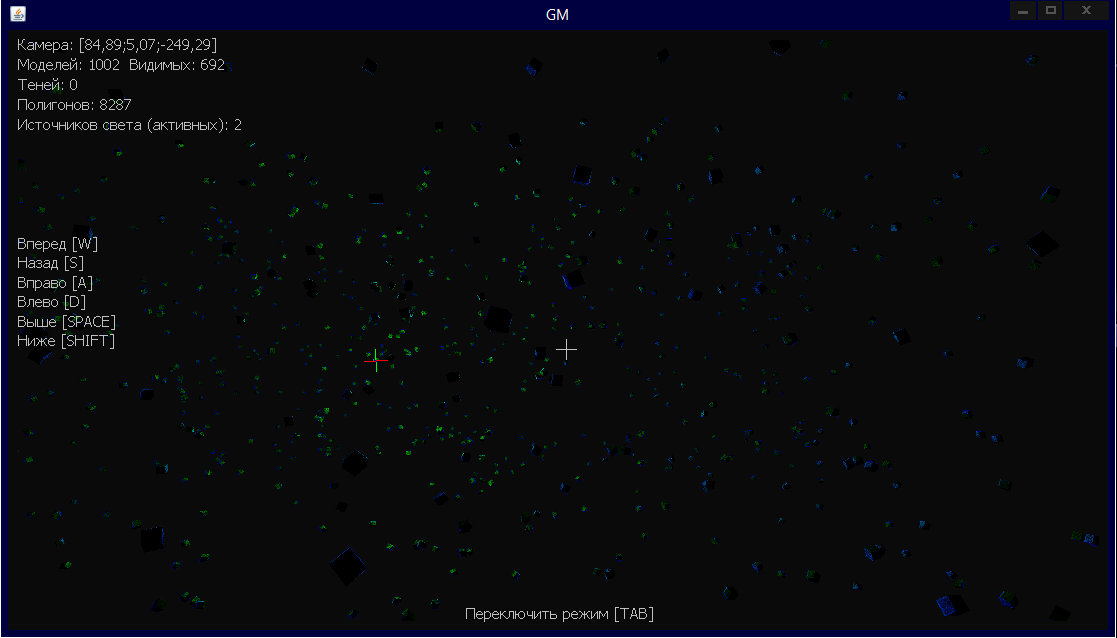 GM
Камера: [84,89;5,07;-249,29]
Моделей: 1002 Видимых: 692
Теней: 0
Полигонов: 8287
Источников света (активных): 2
Вперед [W]
Назад [S]
Вправо [A]
Влево [D]
Выше [SPACE]
Ниже [SHIFT]
Переключить режим [TAB]